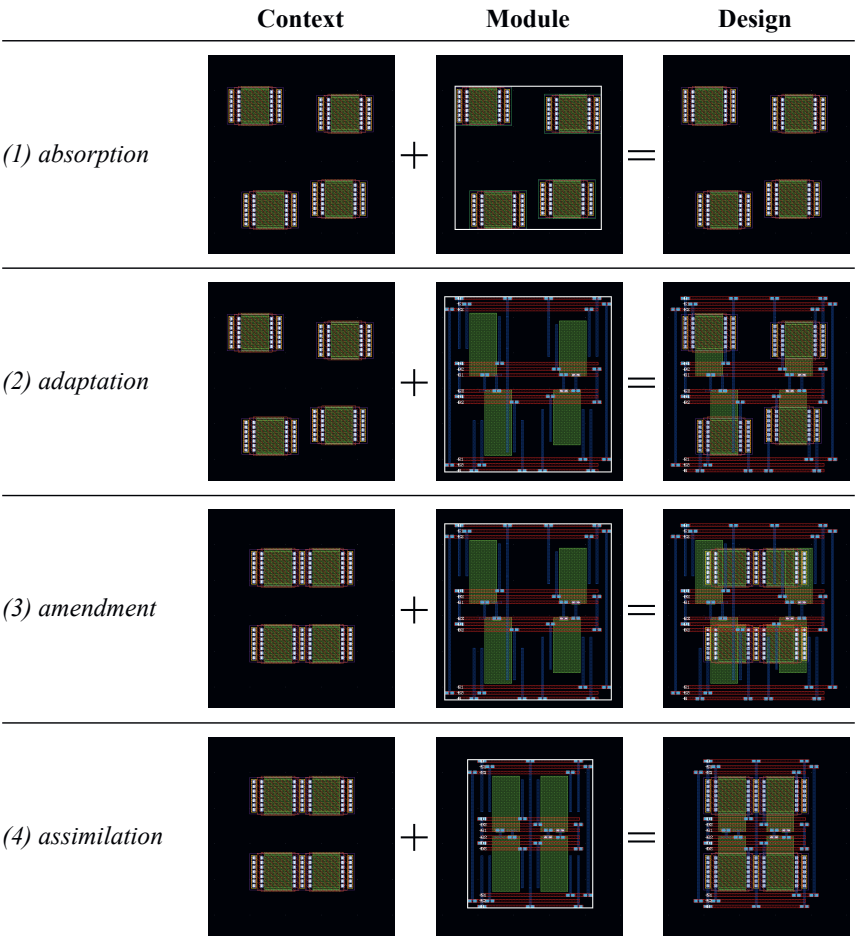 Context Module Design
(1) absorption + =
(2) adaptation + =
(3) amendment + =
(4) assimilation + =